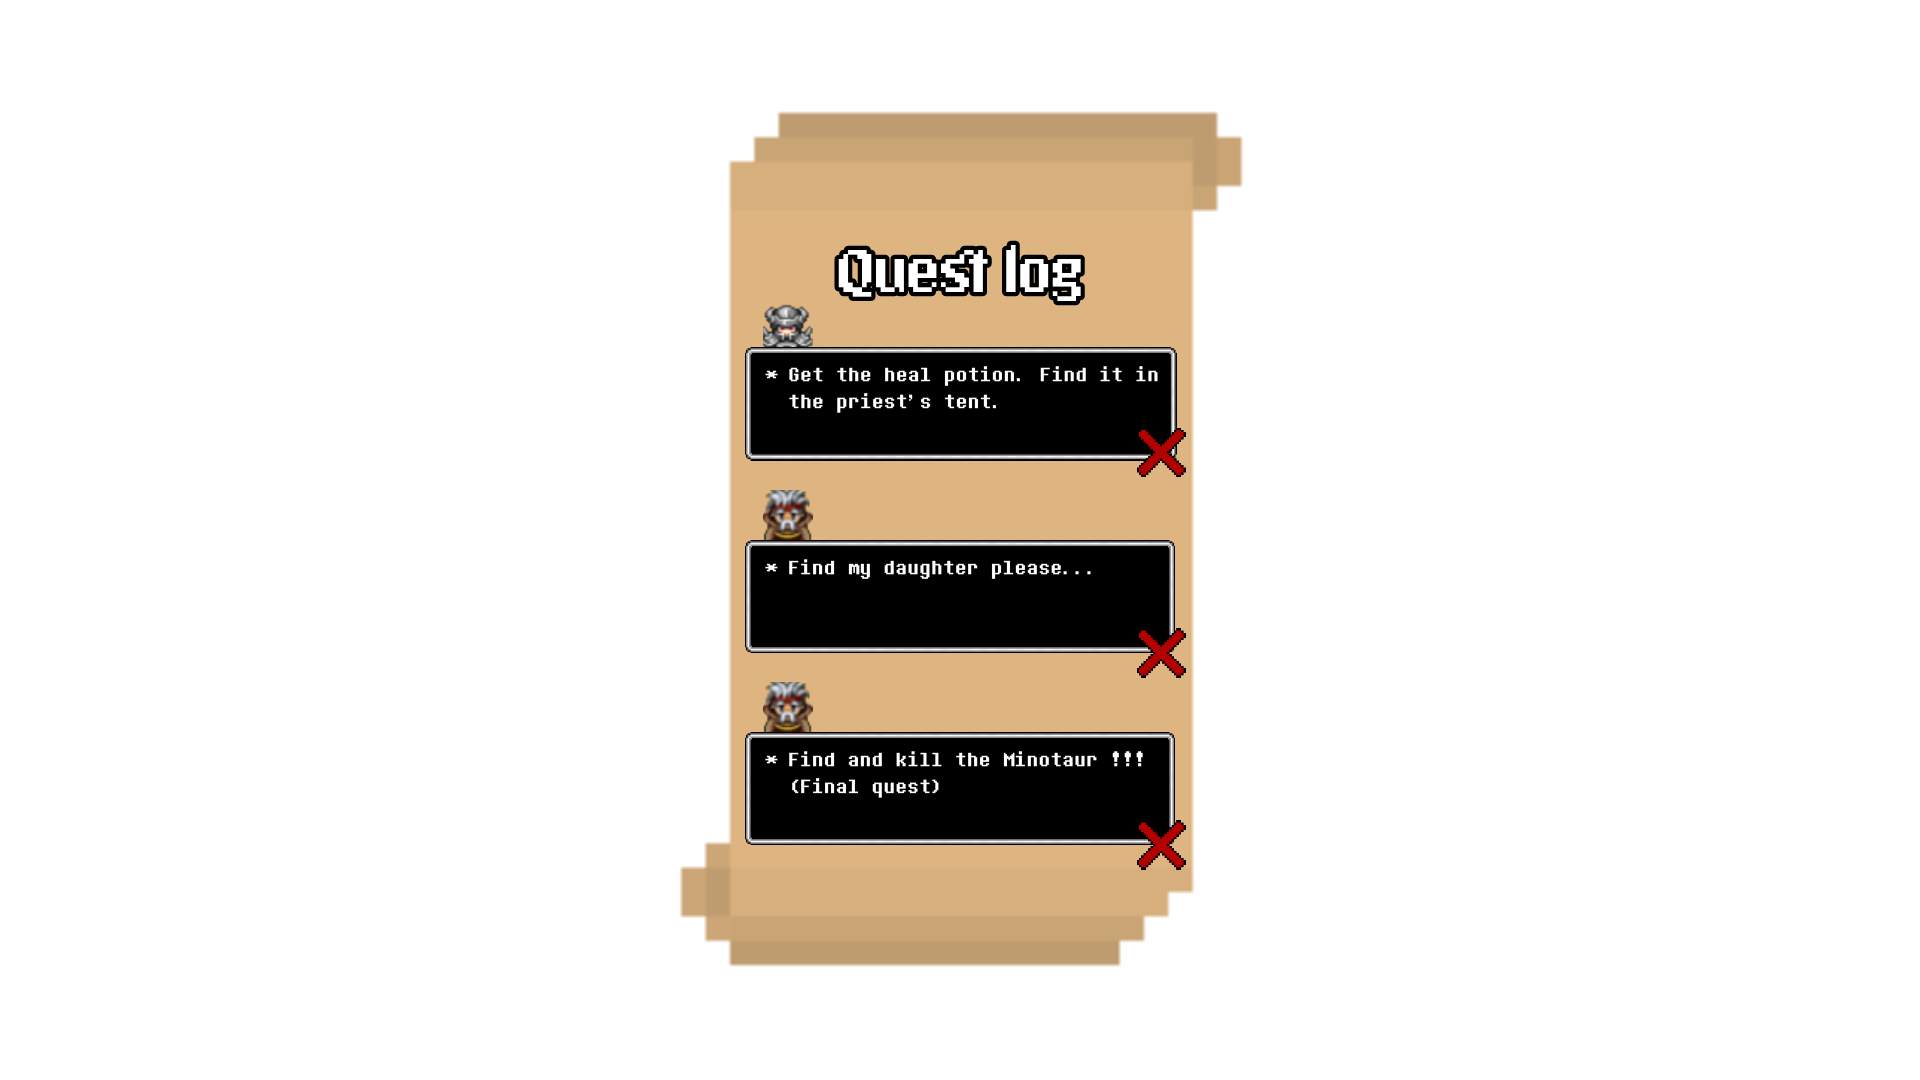 Quest log
* Get the heal potion. Find it in
the priest's tent.
* Find my daughter please...
* Find and kill the Minotaur !!!
(Final quest)